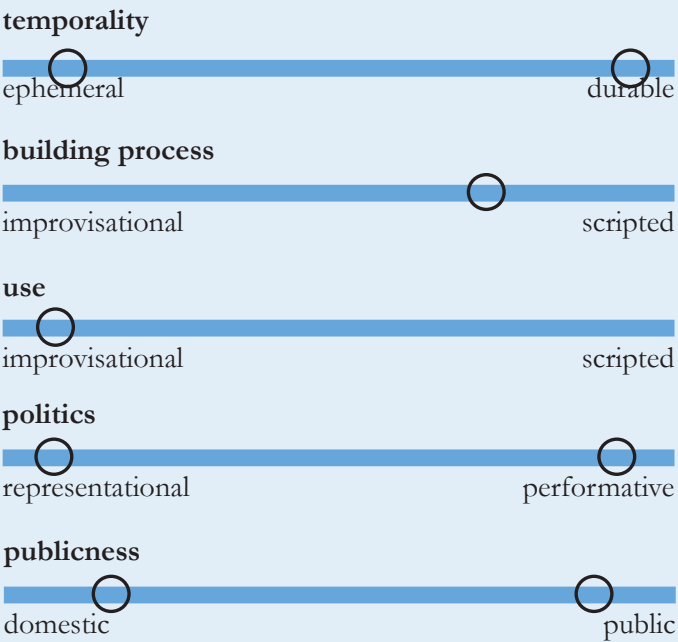 temporality
ephemeral durable
building process
improvisational scripted
use
improvisational scripted
politics
representational performative
publicness
domestic public